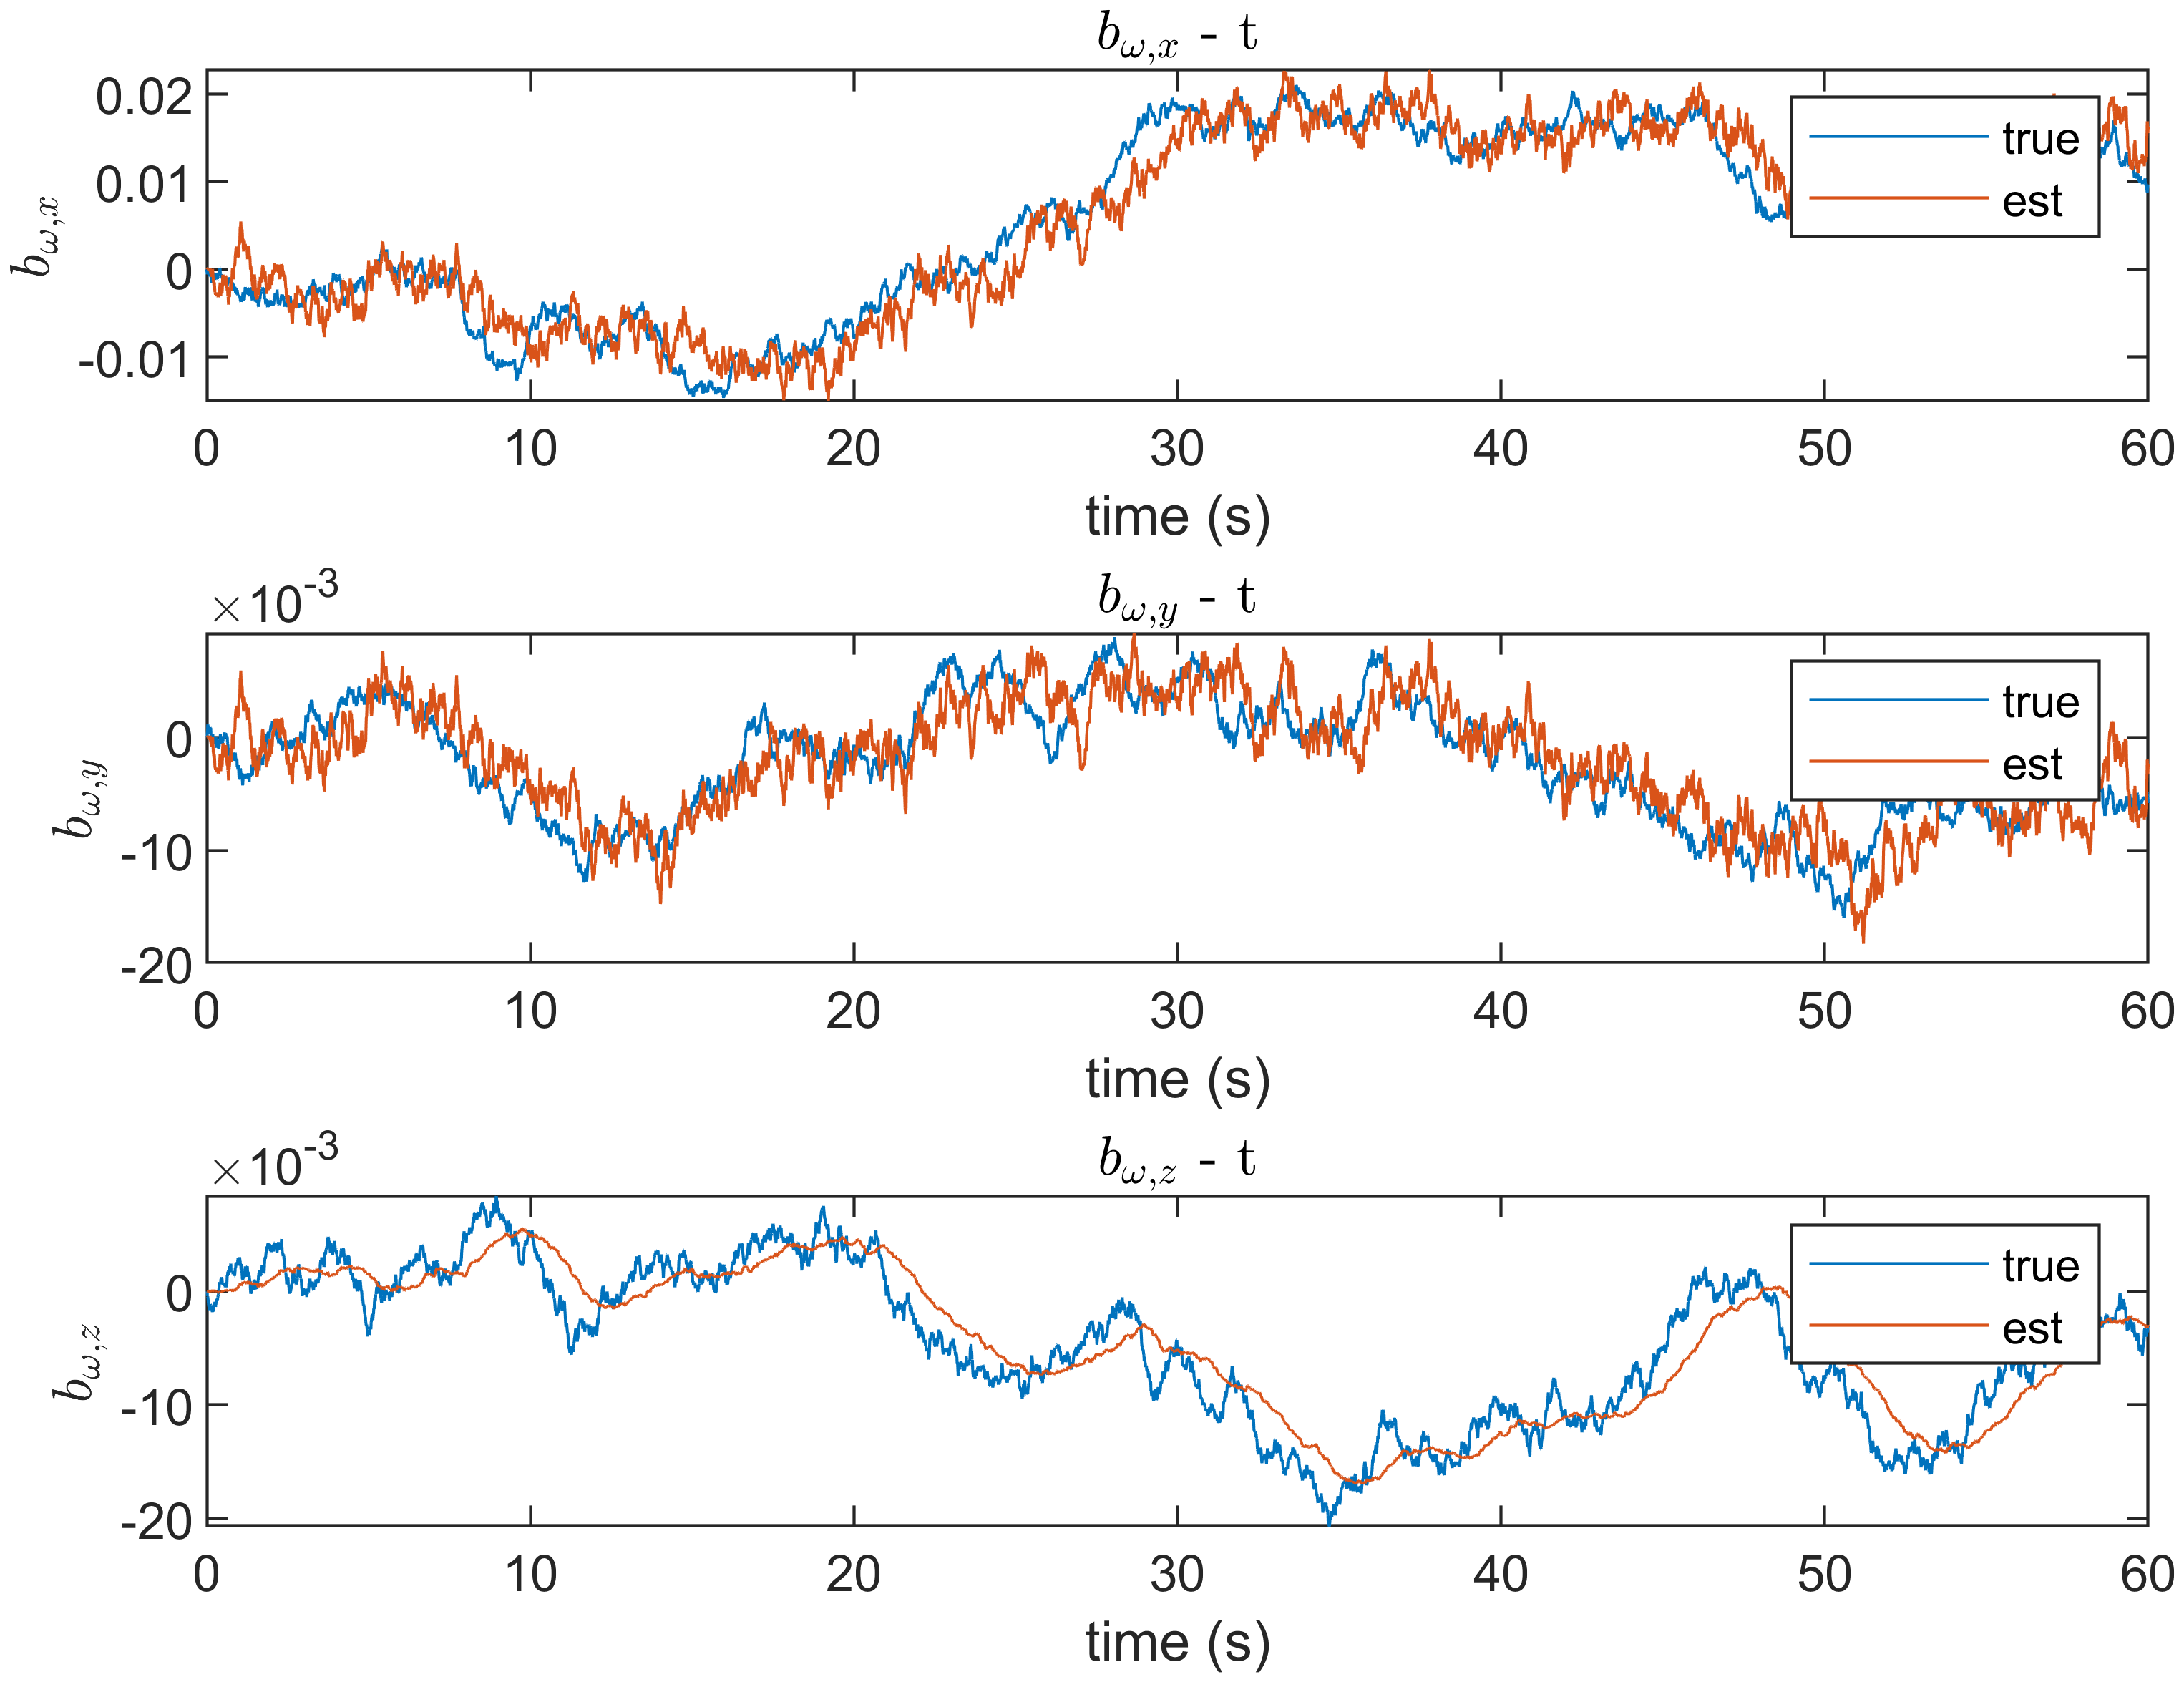 b_{ω,x} - t
b_{ω,x}
0.02
0.01
0
-0.01
0 10 20 30 40 50 60
time (s)
true
est
b_{ω,y} - t
×10^{-3}
b_{ω,y}
0
-10
-20
0 10 20 30 40 50 60
time (s)
true
est
b_{ω,z} - t
×10^{-3}
b_{ω,z}
0
-10
-20
0 10 20 30 40 50 60
time (s)
true
est